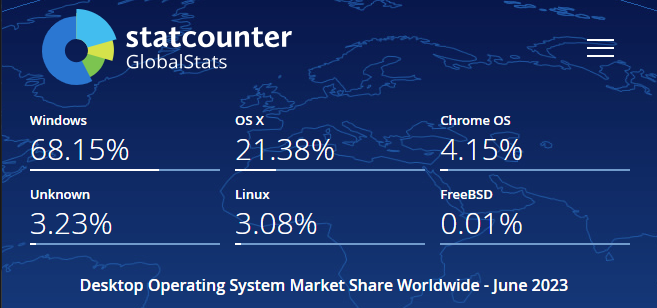 statcounter
GlobalStats
Windows OS X Chrome OS
68.15% 21.38% 4.15%
Unknown Linux FreeBSD
3.23% 3.08% 0.01%
Desktop Operating System Market Share Worldwide - June 2023